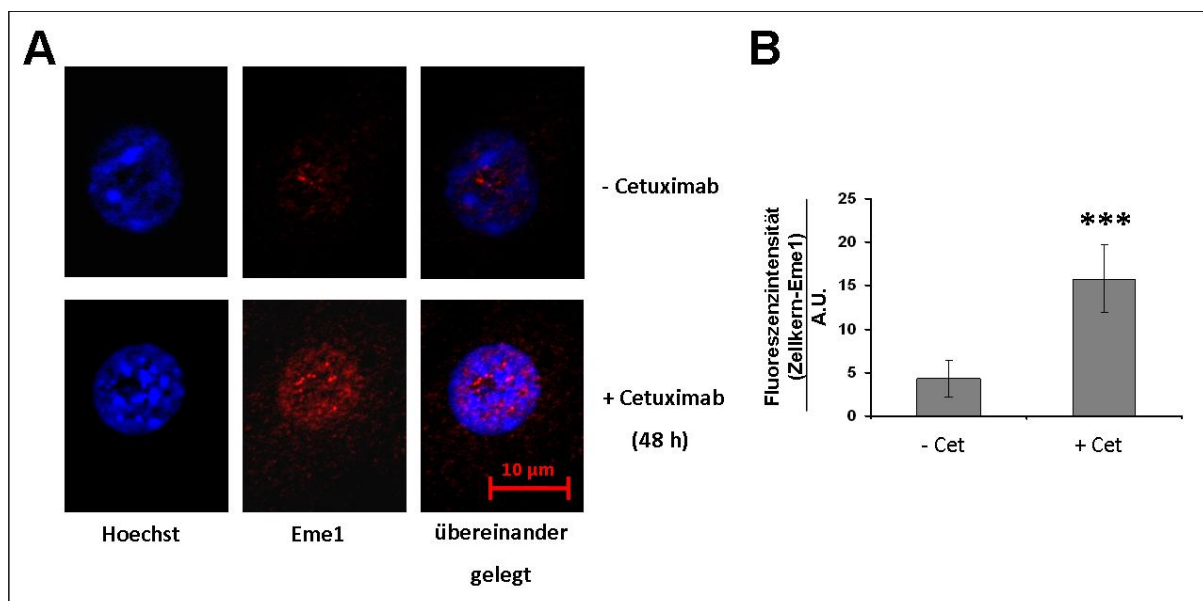 A
- Cetuximab
+ Cetuximab
(48 h)
10 µm
Hoechst
Eme1
übereinander
gelegt
B
Fluoreszenzintensität
(Zellkern-Eme1)
A.U.
25
20
15
10
5
0
***
- Cet
+ Cet